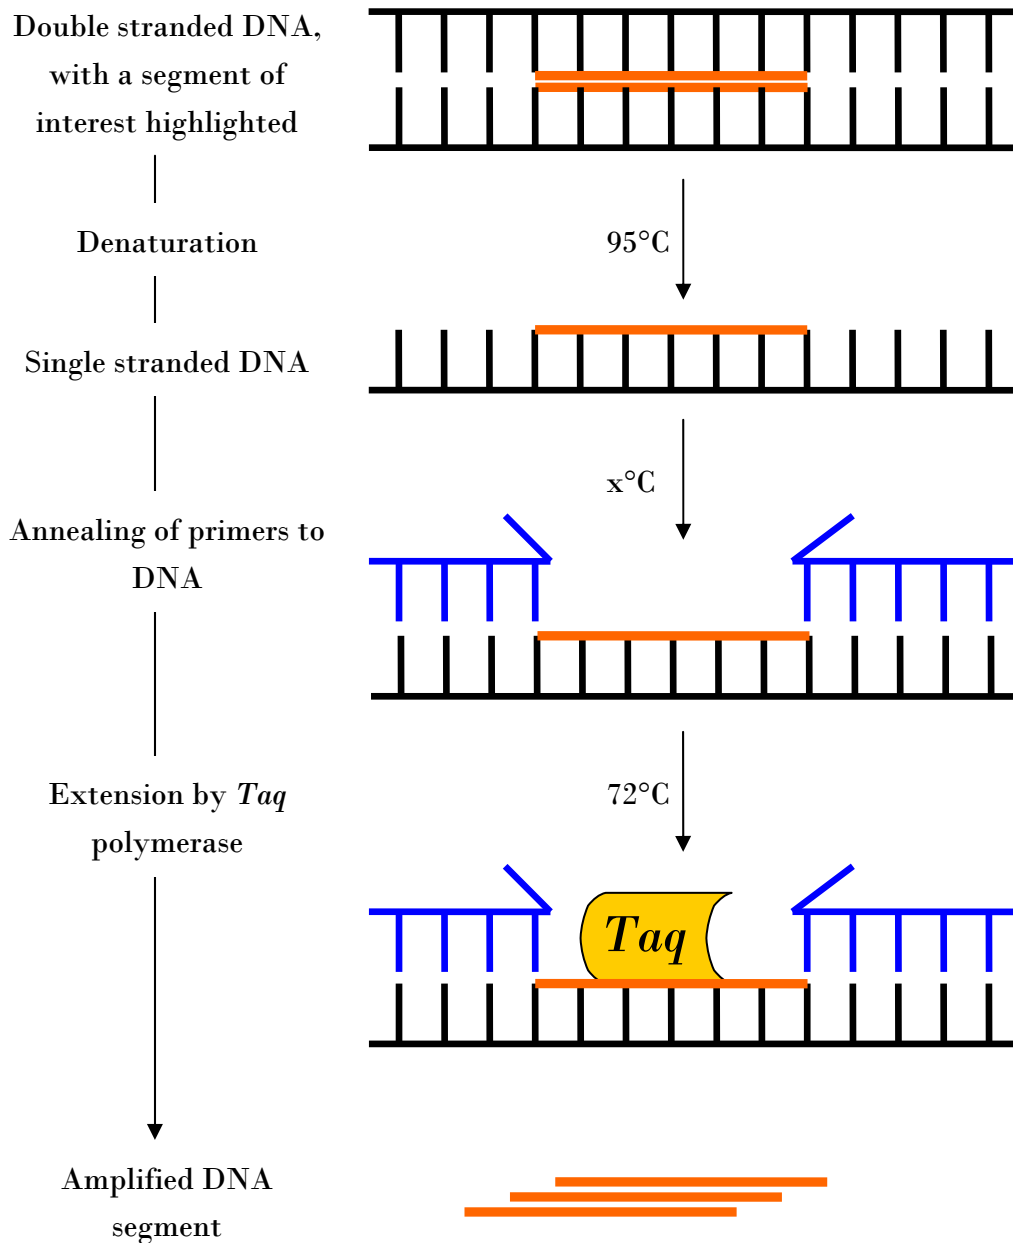 Double stranded DNA,
with a segment of
interest highlighted
Denaturation
95°C
Single stranded DNA
x°C
Annealing of primers to
DNA
Extension by Taq
polymerase
72°C
Taq
Amplified DNA
segment